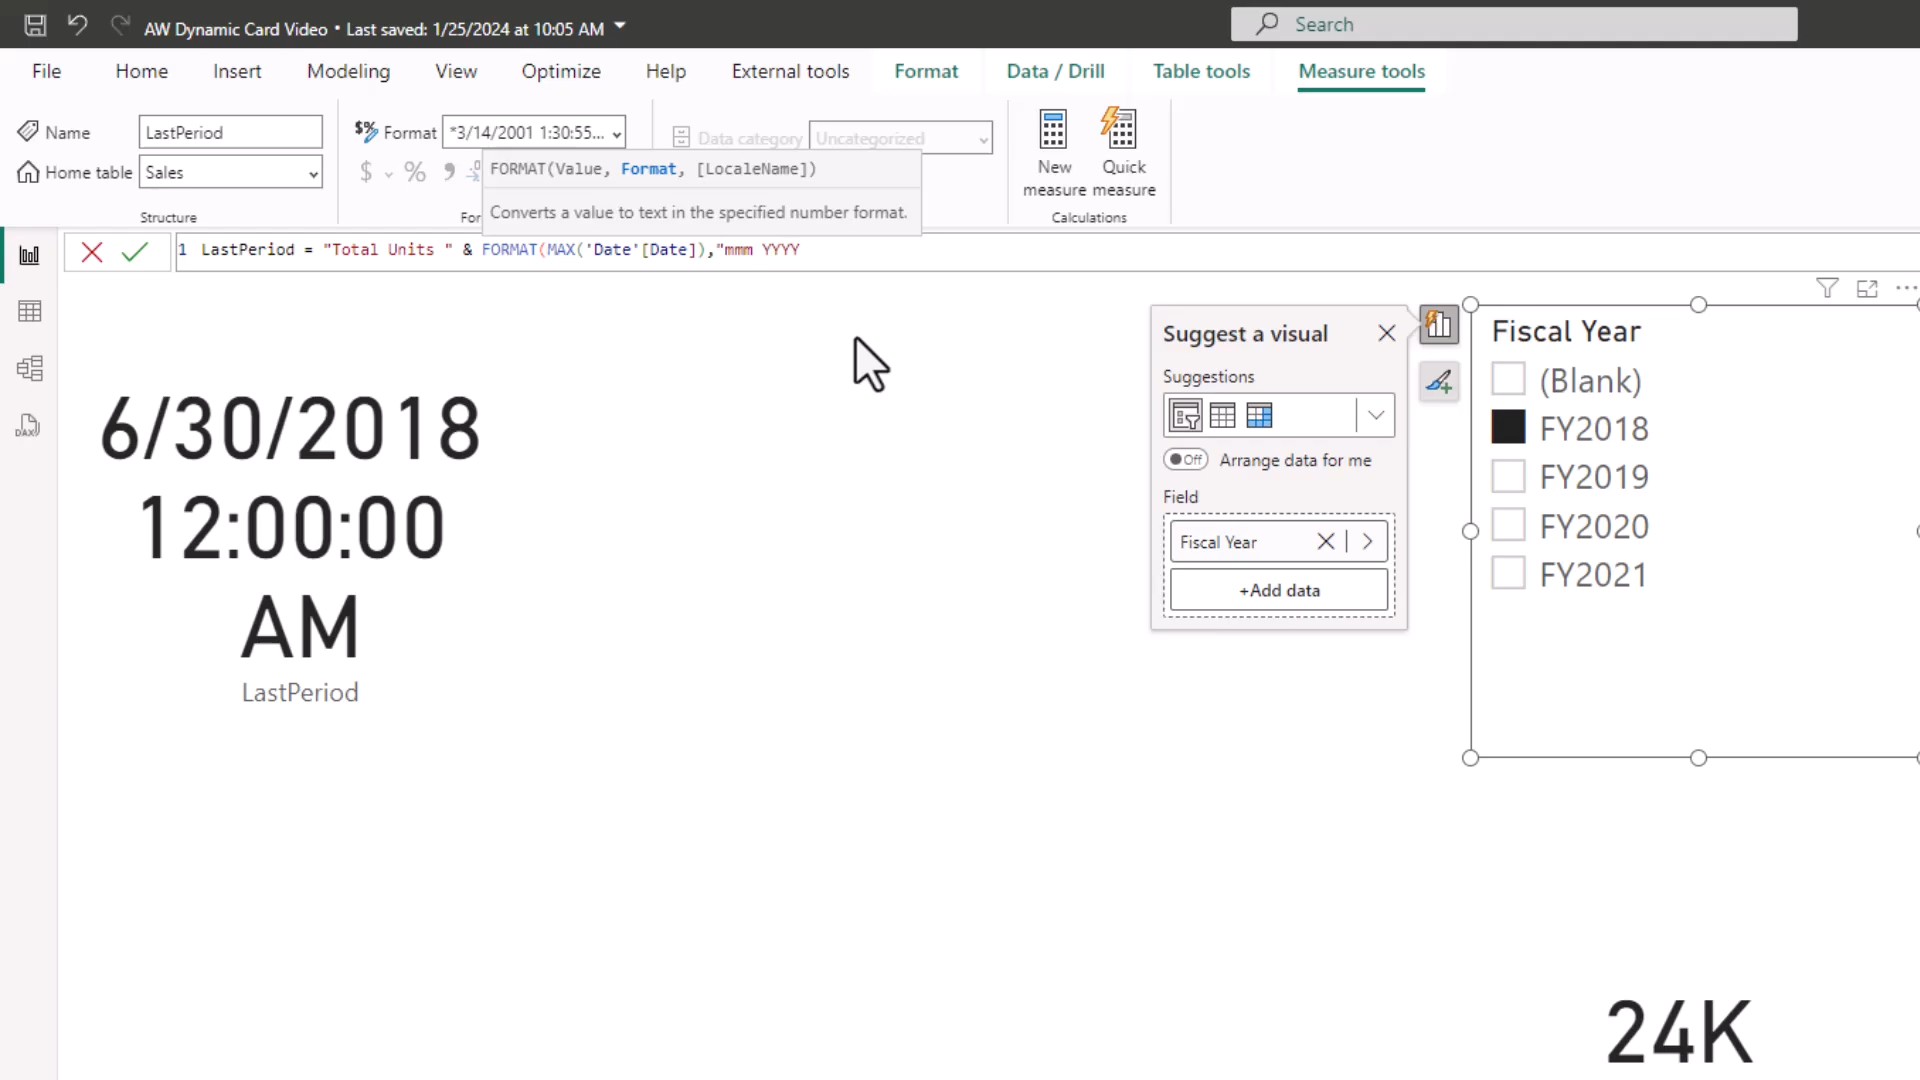 AW Dynamic Card Video • Last saved: 1/25/2024 at 10:05 AM
Search
File Home Insert Modeling View Optimize Help External tools Format Data / Drill Table tools Measure tools
Name LastPeriod
Format *3/14/2001 1:30:55...
Data category Uncategorized
Home table Sales
$ % 9
FORMAT(Value, Format, [LocaleName])
Converts a value to text in the specified number format.
New measure
Quick measure
Structure
For
Calculations
1 LastPeriod = "Total Units " & FORMAT(MAX('Date'[Date]),"mmm YYYY
DAX
6/30/2018
12:00:00
AM
LastPeriod
Suggest a visual
Suggestions
Off Arrange data for me
Field
Fiscal Year
+Add data
Fiscal Year
(Blank)
FY2018
FY2019
FY2020
FY2021
24K